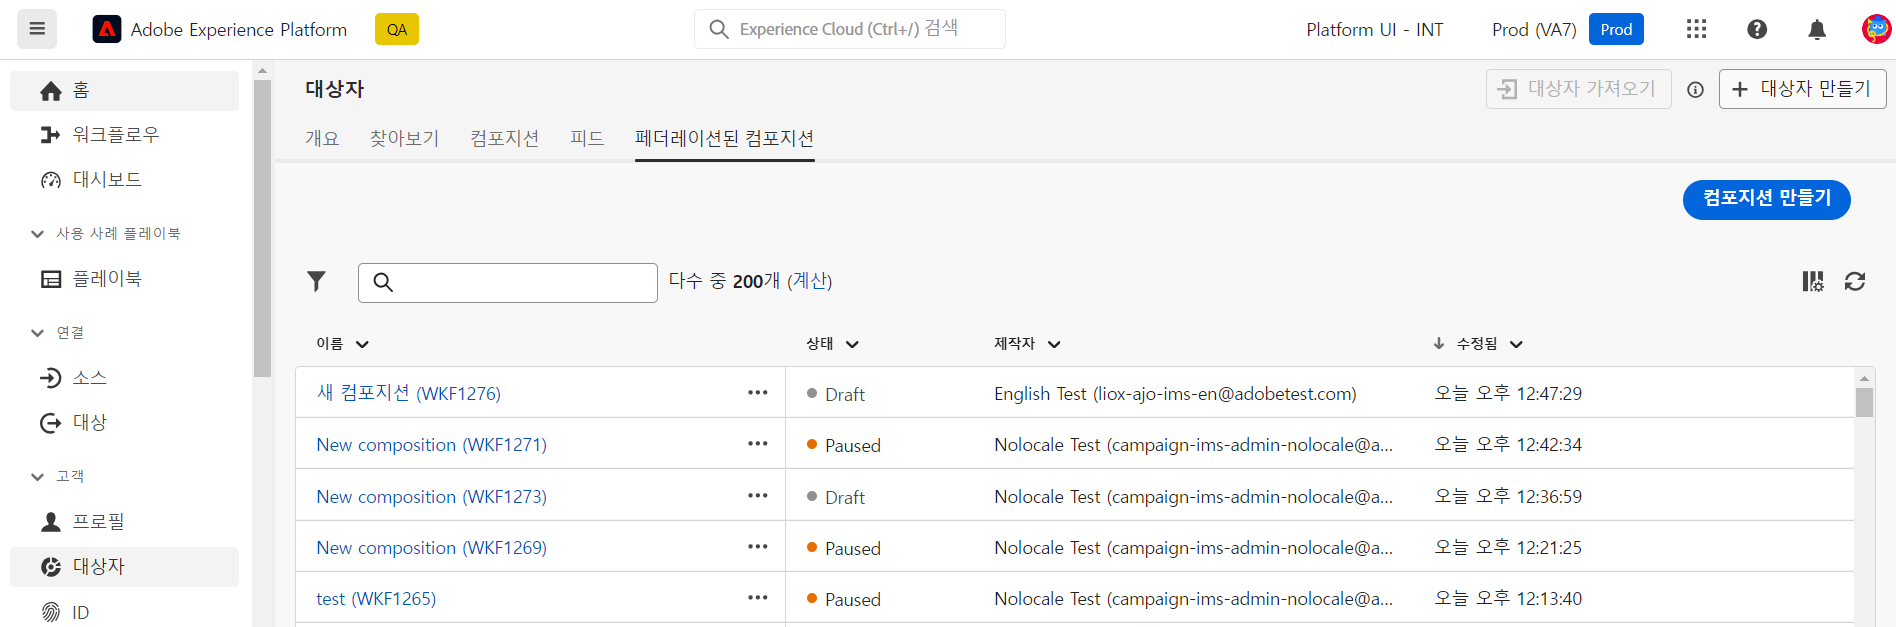 Adobe Experience Platform QA Experience Cloud (Ctrl+/) 검색 Platform UI - INT Prod (VA7) Prod
홈
워크플로우
대시보드
사용 사례 플레이북
플레이북
연결
소스
대상
고객
프로필
대상자
ID
대상자 대상자 가져오기 대상자 만들기
개요 찾아보기 컴포지션 피드 페더레이션된 컴포지션
컴포지션 만들기
다수 중 200개 (계산)
이름 상태 제작자 수정됨
새 컴포지션 (WKF1276) Draft English Test (liox-ajo-ims-en@adobetest.com) 오늘 오후 12:47:29
New composition (WKF1271) Paused Nolocale Test (campaign-ims-admin-nolocale@a... 오늘 오후 12:42:34
New composition (WKF1273) Draft Nolocale Test (campaign-ims-admin-nolocale@a... 오늘 오후 12:36:59
New composition (WKF1269) Paused Nolocale Test (campaign-ims-admin-nolocale@a... 오늘 오후 12:21:25
test (WKF1265) Paused Nolocale Test (campaign-ims-admin-nolocale@a... 오늘 오후 12:13:40